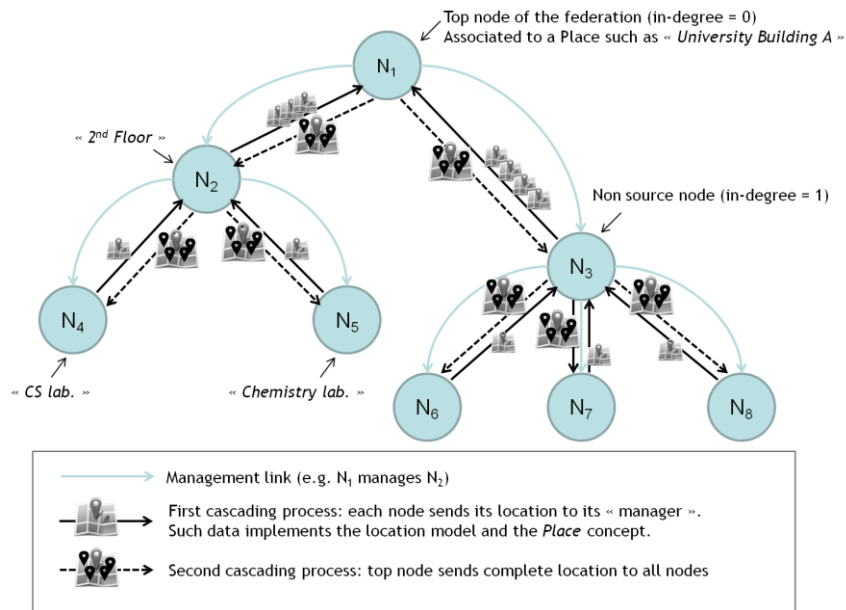 Top node of the federation (in-degree = 0)
Associated to a Place such as « University Building A »
N1
« 2nd Floor »
N2
Non source node (in-degree = 1)
N3
N4
N5
« CS lab. »
« Chemistry lab. »
N6
N7
N8
Management link (e.g. N1 manages N2)
First cascading process: each node sends its location to its « manager ».
Such data implements the location model and the Place concept.
Second cascading process: top node sends complete location to all nodes